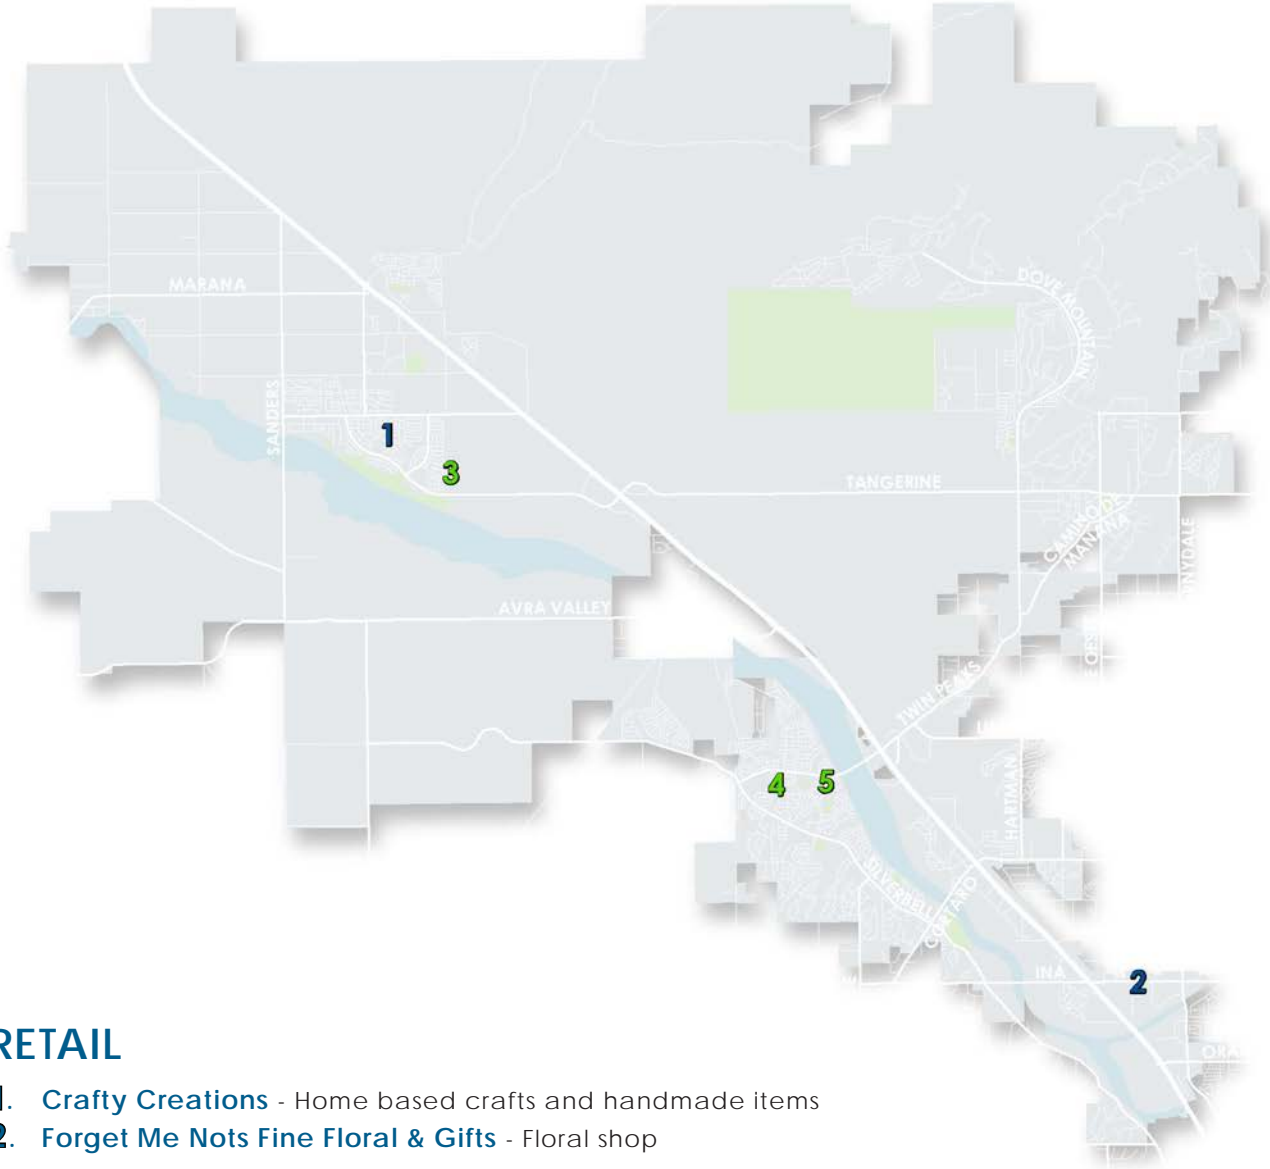 MARANA
DOVE MOUNTAIN
SANDERS
1
3
TANGERINE
CAMINO DE
MANANA
AVRA VALLEY
TWIN PEAKS
4
5
HARTMAN
SILVERBELL
CORTARO
INA
2
RETAIL
1. Crafty Creations - Home based crafts and handmade items
2. Forget Me Nots Fine Floral & Gifts - Floral shop